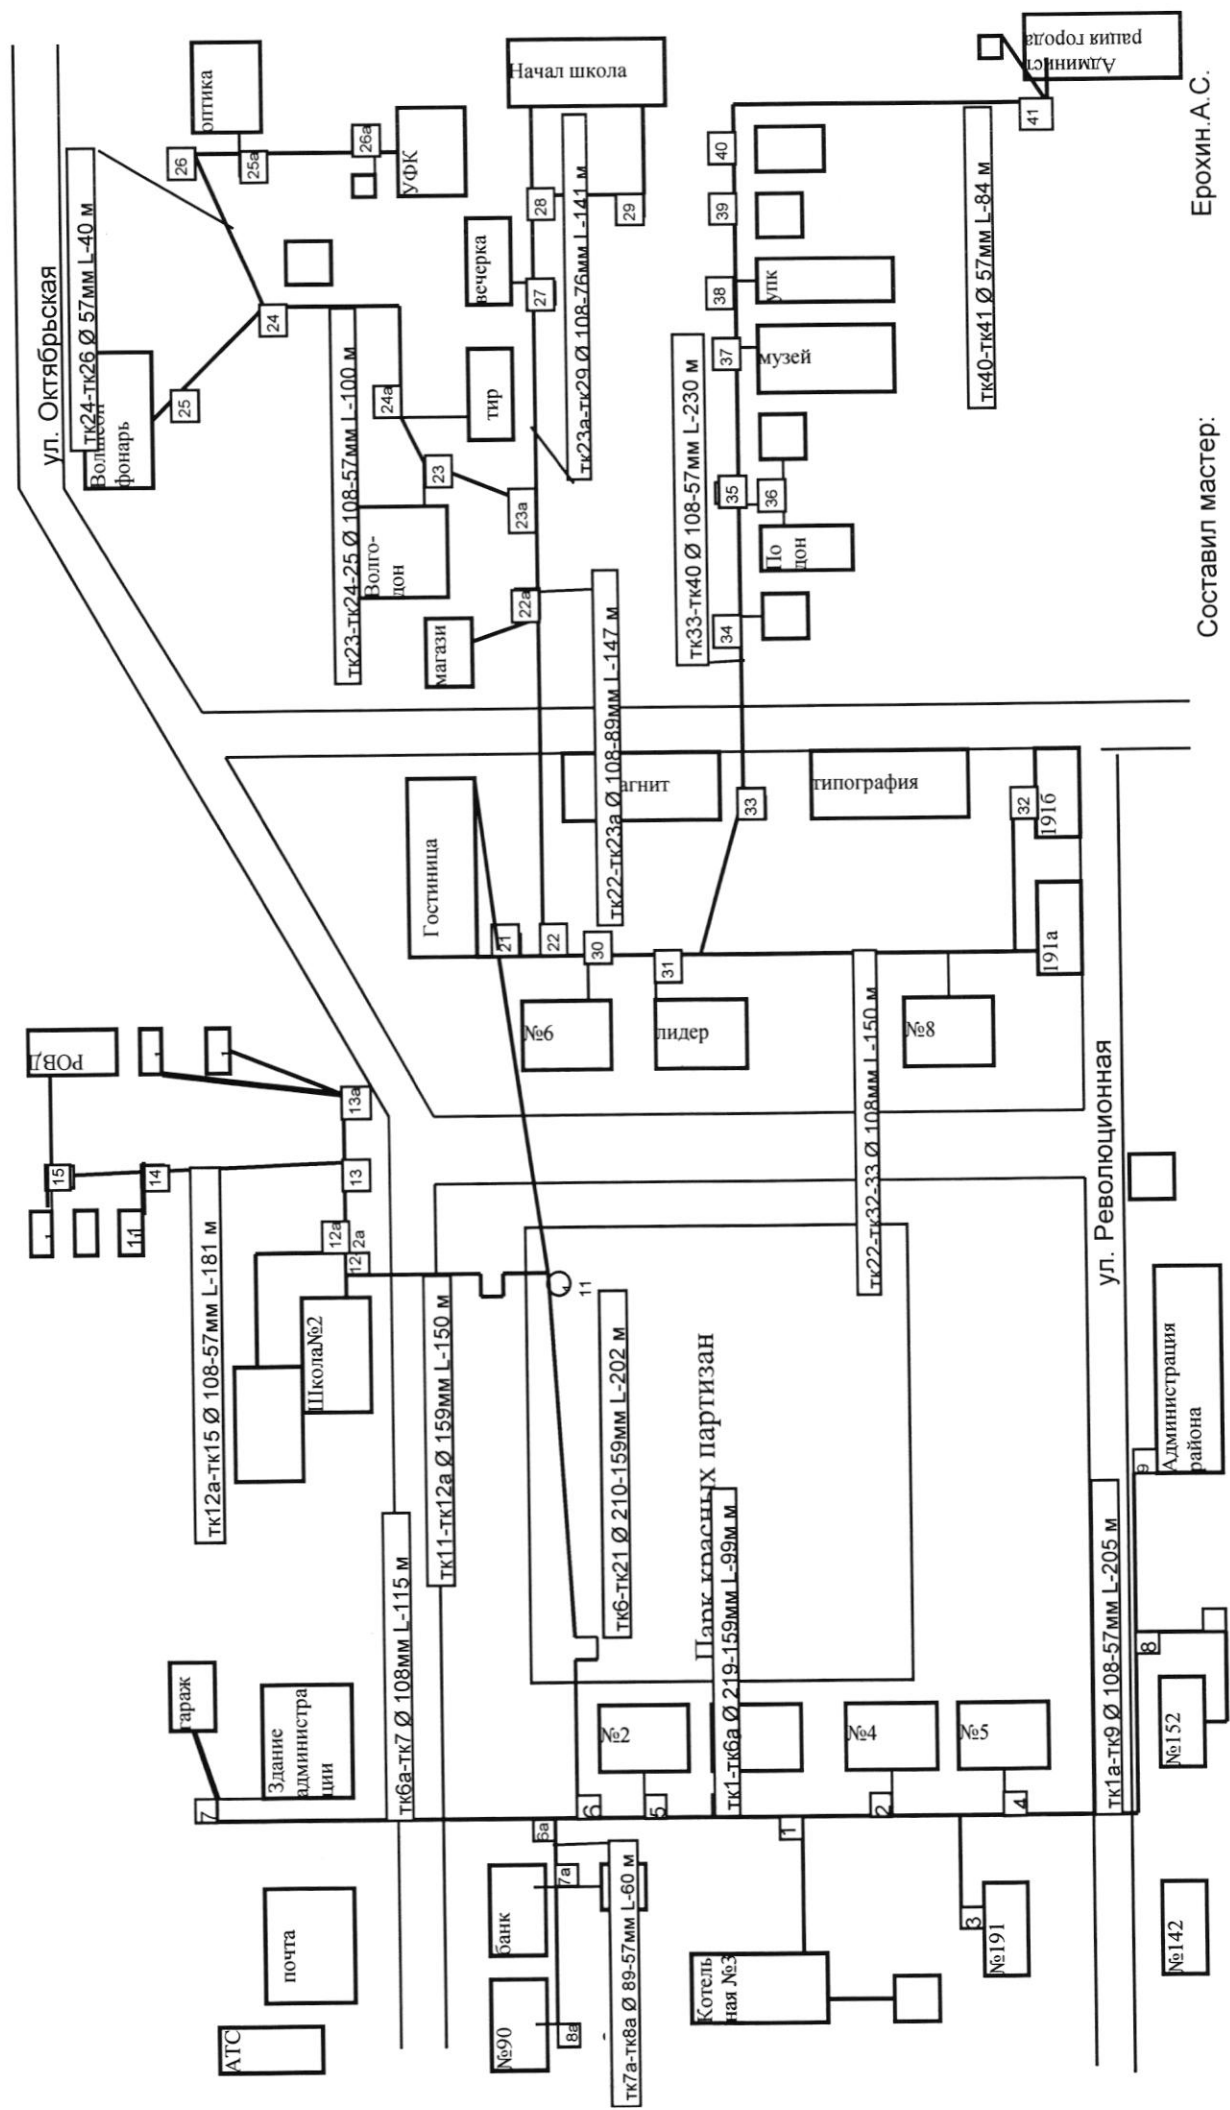 ул. Октябрьская
Волшебн
фонарь
тк24-тк26 Ø 57мм L-40 м
оптика
26
25а
26а
УФК
25
24
24а
тк23-тк24-25 Ø 108-57мм L-100 м
Волго-
дон
23
23а
тир
вечерка
Начал школа
27
28
29
тк23а-тк29 Ø 108-76мм L-141 м
магази
22а
тк22-тк23а Ø 108-89мм L-147 м
тк33-тк40 Ø 108-57мм L-230 м
34
35
36
По
дон
37
музей
38
упк
39
40
тк40-тк41 Ø 57мм L-84 м
41
Админист
рация города
Гостиница
21
22
30
31
агнит
33
типография
32
191б
191а
№6
лидер
№8
тк22-тк32-33 Ø 108мм L-150 м
РОВД
15
14
11
13
13а
12а
12
2а
Школа№2
тк12а-тк15 Ø 108-57мм L-181 м
тк11-тк12а Ø 159мм L-150 м
11
тк6-тк21 Ø 210-159мм L-202 м
Парк красных партизан
тк1-тк6а Ø 219-159мм L-99м м
ул. Революционная
Администрация
района
9
8
тк1а-тк9 Ø 108-57мм L-205 м
№152
№142
гараж
7
Здание
администра
ции
тк6а-тк7 Ø 108мм L-115 м
почта
АТС
6а
6
5
№2
№4
2
№5
4
1
7а
банк
№90
8а
тк7а-тк8а Ø 89-57мм L-60 м
Котель
ная №3
3
№191
Составил мастер:
Ерохин.А.С.